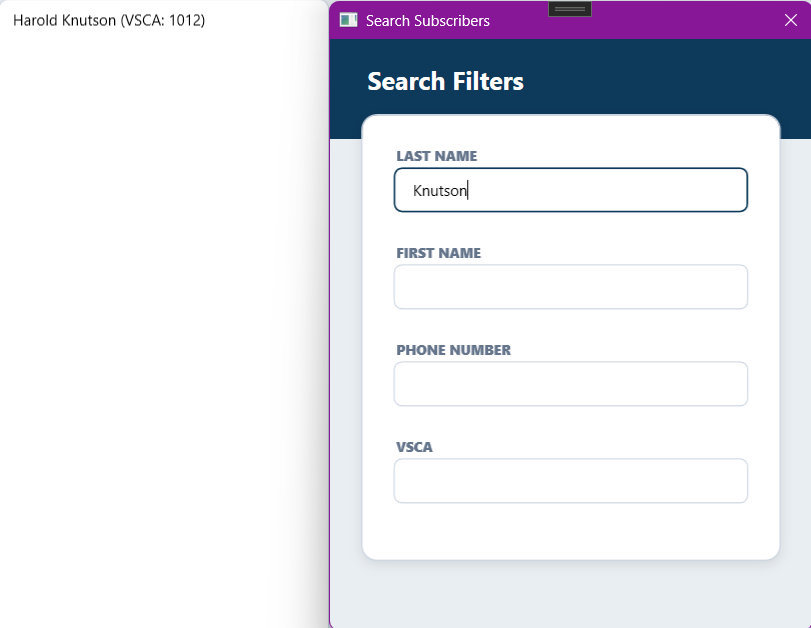 Harold Knutson (VSCA: 1012)
Search Subscribers
Search Filters
LAST NAME
Knutson
FIRST NAME
PHONE NUMBER
VSCA